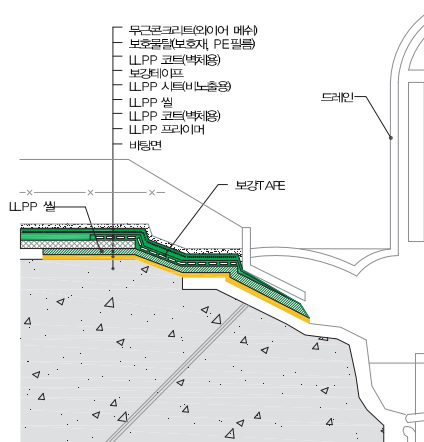 무근콘크리트(와이어 메쉬)
보호몰탈(보호재, PE필름)
LLPP 코트(벽체용)
보강테이프
LLPP 시트(비노출용)
LLPP 씰
LLPP 코트(벽체용)
LLPP 프라이머
바탕면
드레인
보강TAPE
LLPP 씰